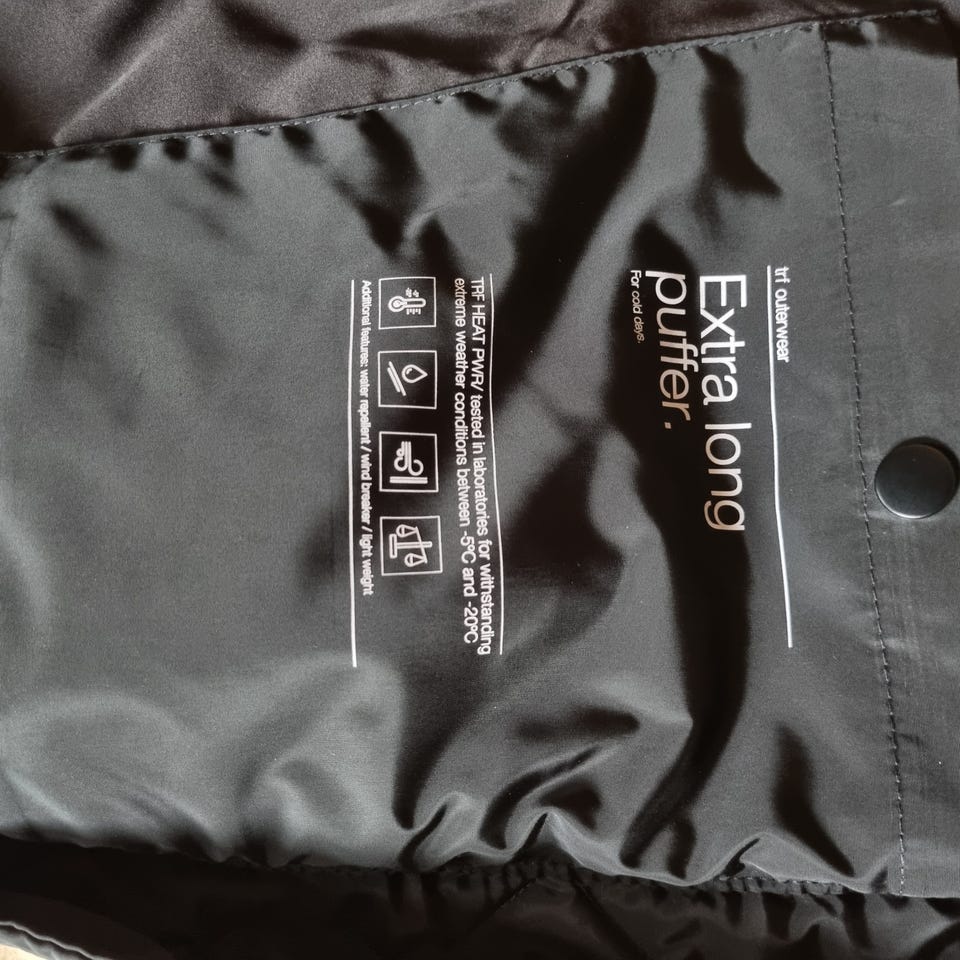 trf outerwear
Extra long
puffer.
For cold days.
TRF HEAT PWR/ tested in laboratories for withstanding
extreme weather conditions between -5ºC and -20ºC
Additional features: water repellent / wind breaker / light weight